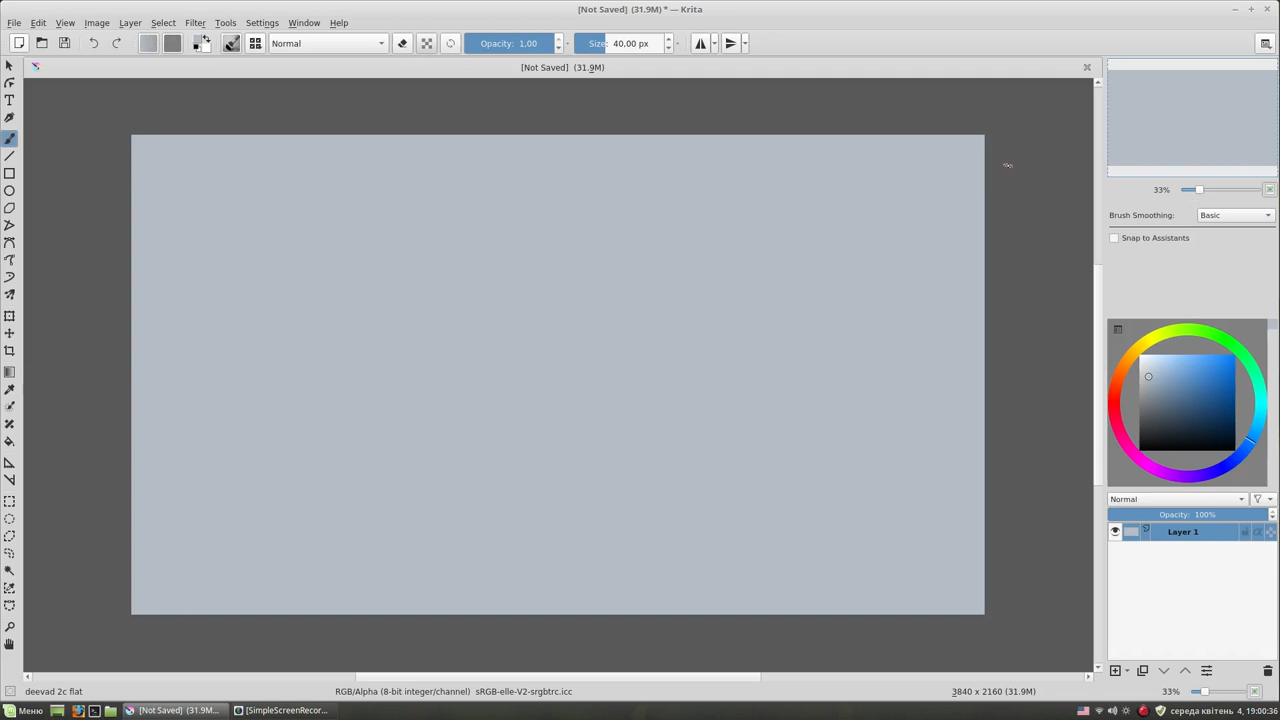 [Not Saved] (31.9M) * — Krita
File Edit View Image Layer Select Filter Tools Settings Window Help
Normal Opacity: 1,00 Size: 40.00 px
[Not Saved] (31.9M)
33%
Brush Smoothing: Basic
Snap to Assistants
Normal
Opacity: 100%
Layer 1
deevad 2c flat RGB/Alpha (8-bit integer/channel) sRGB-elle-V2-srgbtrc.icc 3840 x 2160 (31.9M) 33%
Меню [Not Saved] (31.9M... [SimpleScreenRecor... середа квітень 4, 19:00:36